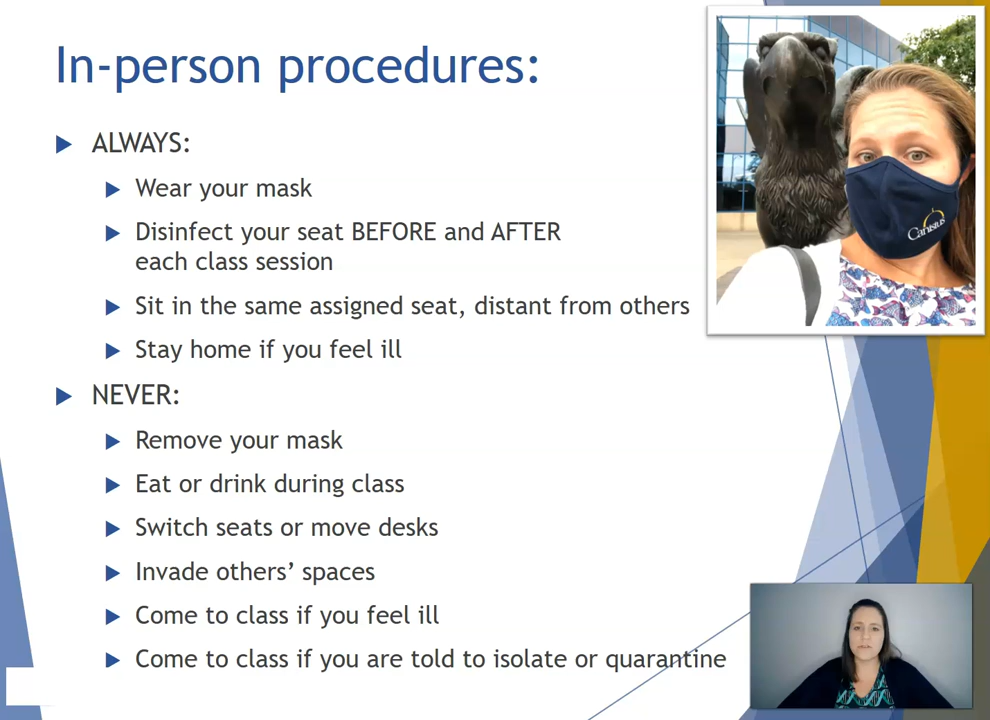 In-person procedures:
ALWAYS:
Wear your mask
Disinfect your seat BEFORE and AFTER
each class session
Sit in the same assigned seat, distant from others
Stay home if you feel ill
NEVER:
Remove your mask
Eat or drink during class
Switch seats or move desks
Invade others’ spaces
Come to class if you feel ill
Come to class if you are told to isolate or quarantine
Canisius